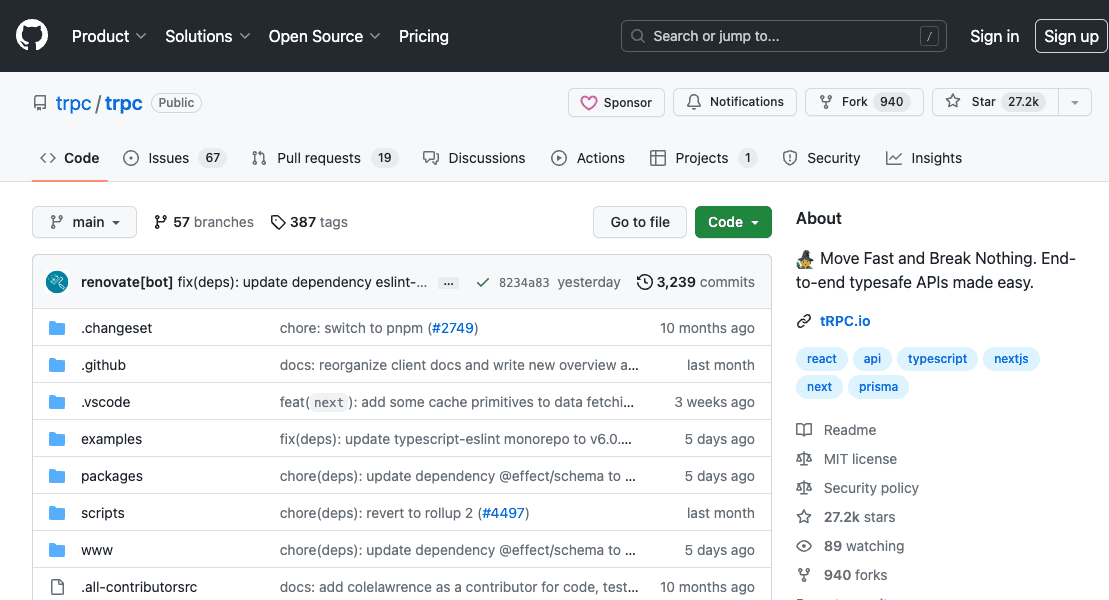 Product Solutions Open Source Pricing Search or jump to... / Sign in Sign up
trpc / trpc Public Sponsor Notifications Fork 940 Star 27.2k
Code Issues 67 Pull requests 19 Discussions Actions Projects 1 Security Insights
main 57 branches 387 tags Go to file Code
renovate[bot] fix(deps): update dependency eslint-... ... 8234a83 yesterday 3,239 commits
.changeset chore: switch to pnpm (#2749) 10 months ago
.github docs: reorganize client docs and write new overview a... last month
.vscode feat(next): add some cache primitives to data fetchi... 3 weeks ago
examples fix(deps): update typescript-eslint monorepo to v6.0.... 5 days ago
packages chore(deps): update dependency @effect/schema to ... 5 days ago
scripts chore(deps): revert to rollup 2 (#4497) last month
www chore(deps): update dependency @effect/schema to ... 5 days ago
.all-contributorsrc docs: add colelawrence as a contributor for code, test... 10 months ago
About
🧙‍♀️ Move Fast and Break Nothing. End-
to-end typesafe APIs made easy.
tRPC.io
react api typescript nextjs
next prisma
Readme
MIT license
Security policy
27.2k stars
89 watching
940 forks